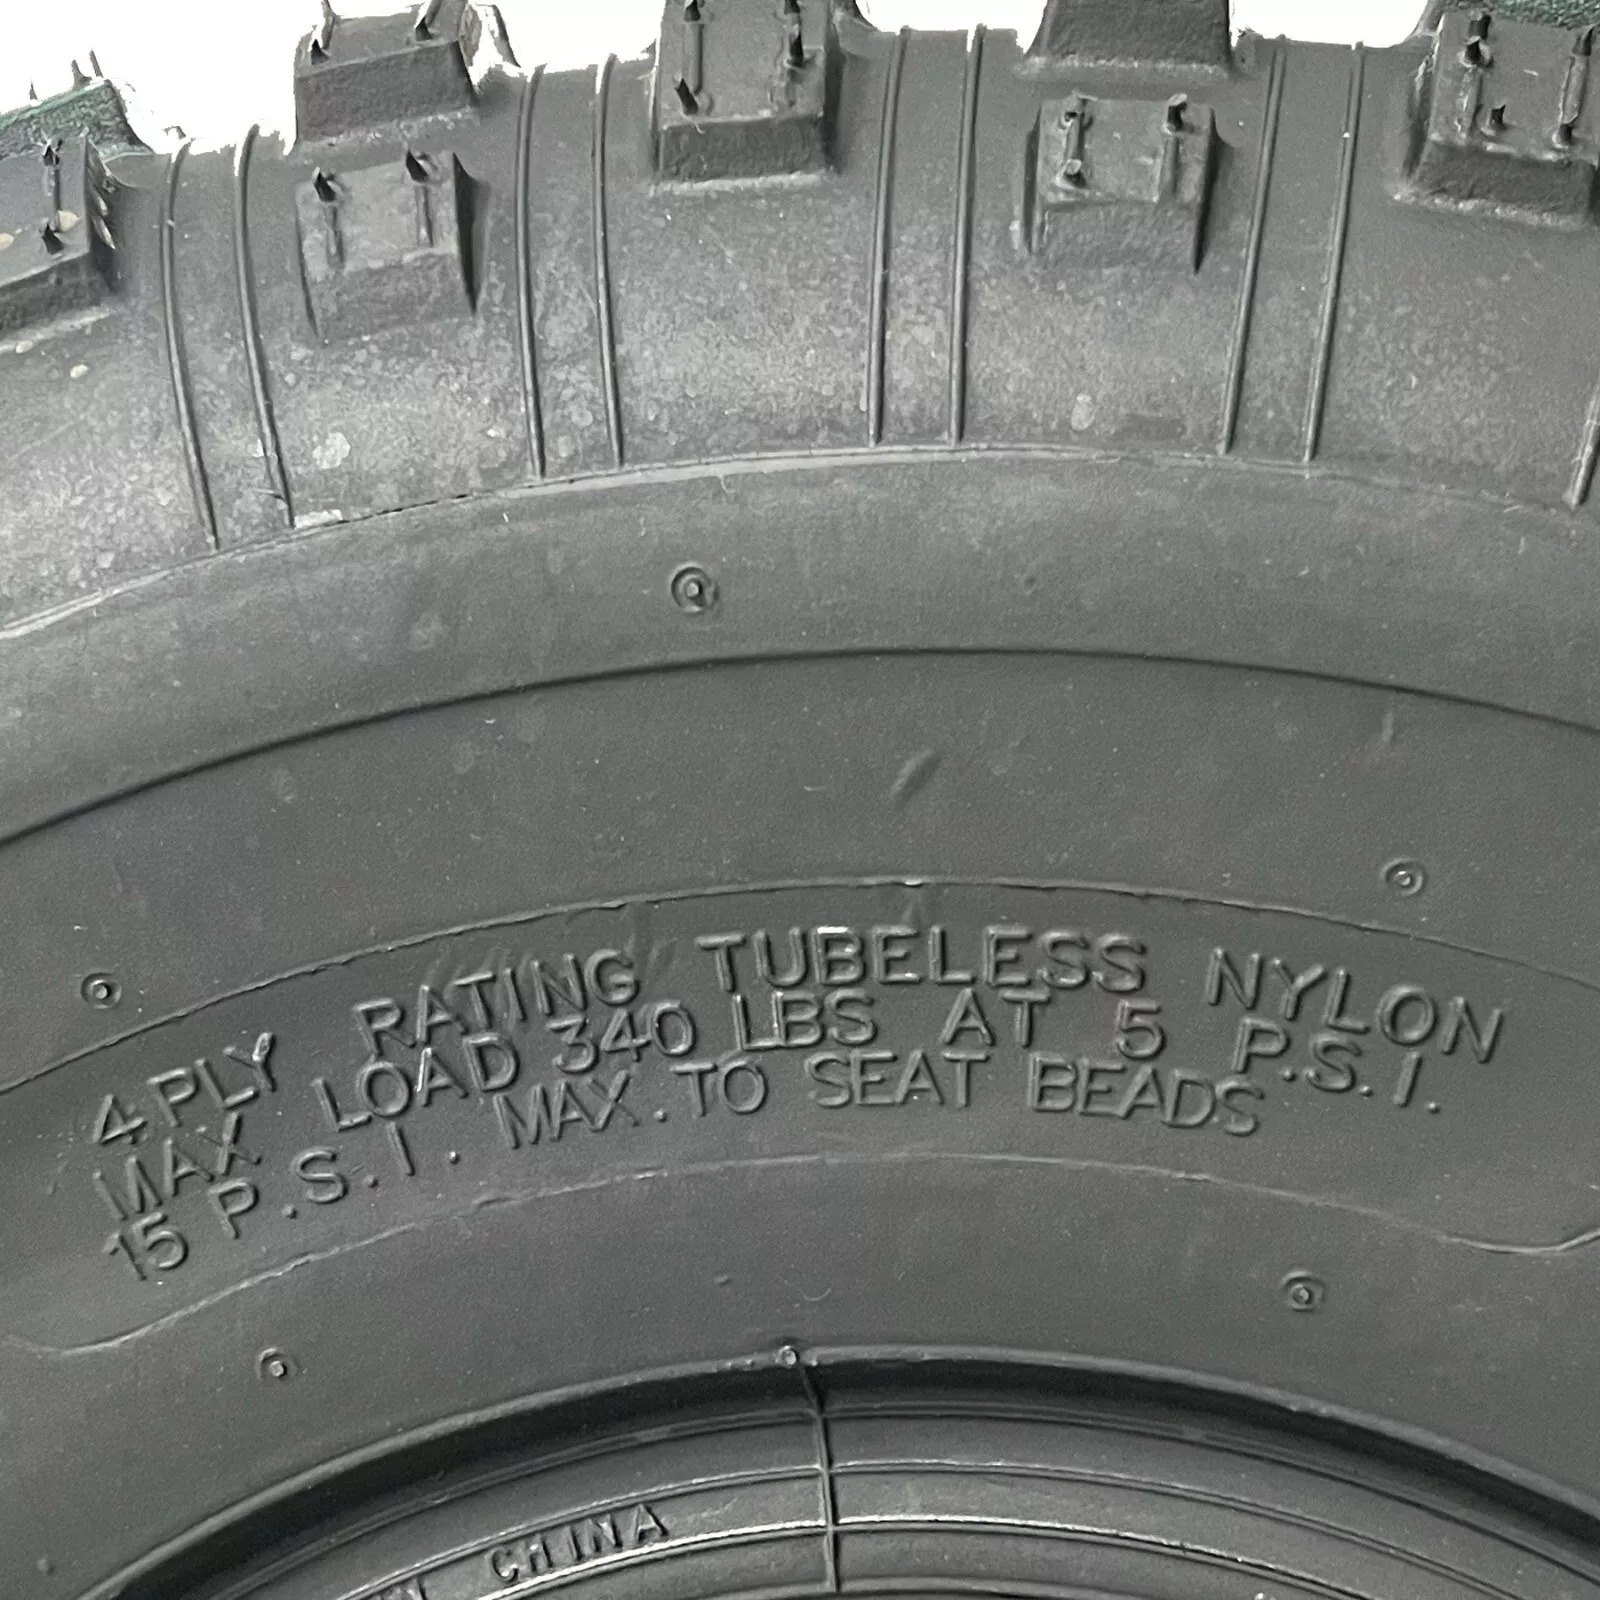 4 PLY RATING TUBELESS NYLON
MAX LOAD 340 LBS AT 5 P.S.I.
15 P.S.I. MAX. TO SEAT BEADS
CHINA